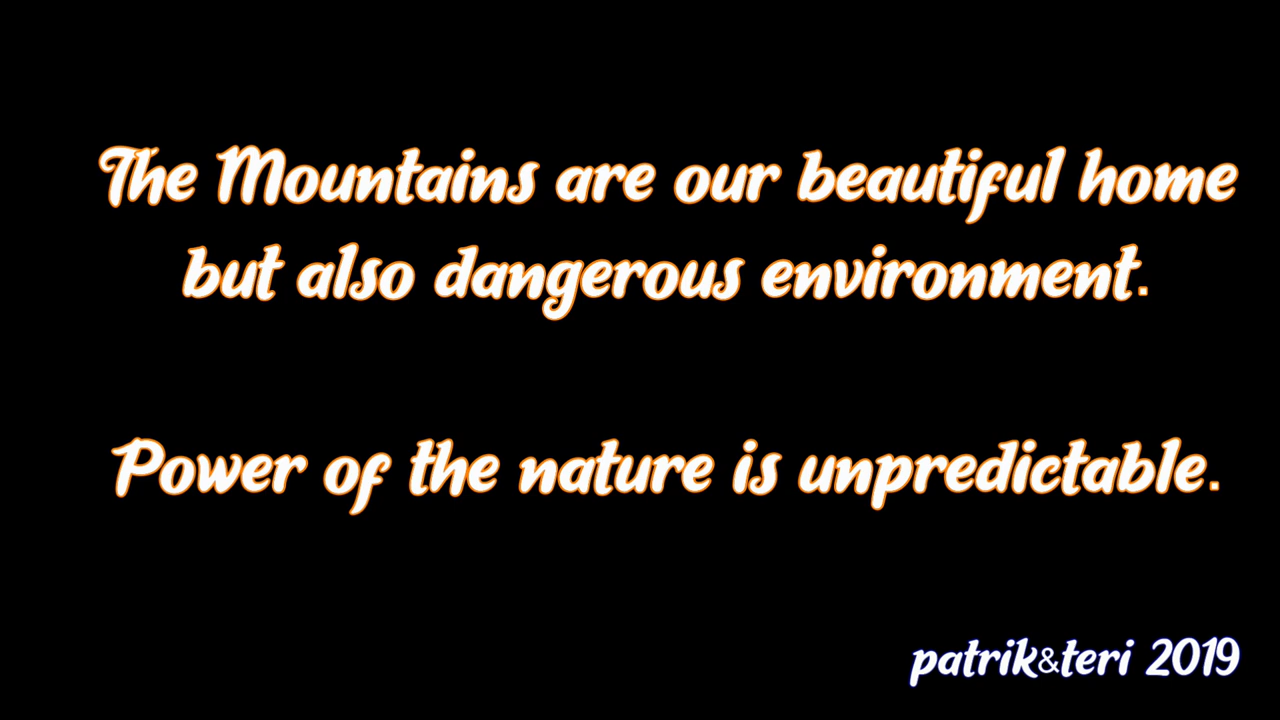 The Mountains are our beautiful home
but also dangerous environment.
Power of the nature is unpredictable.
patrik&teri 2019